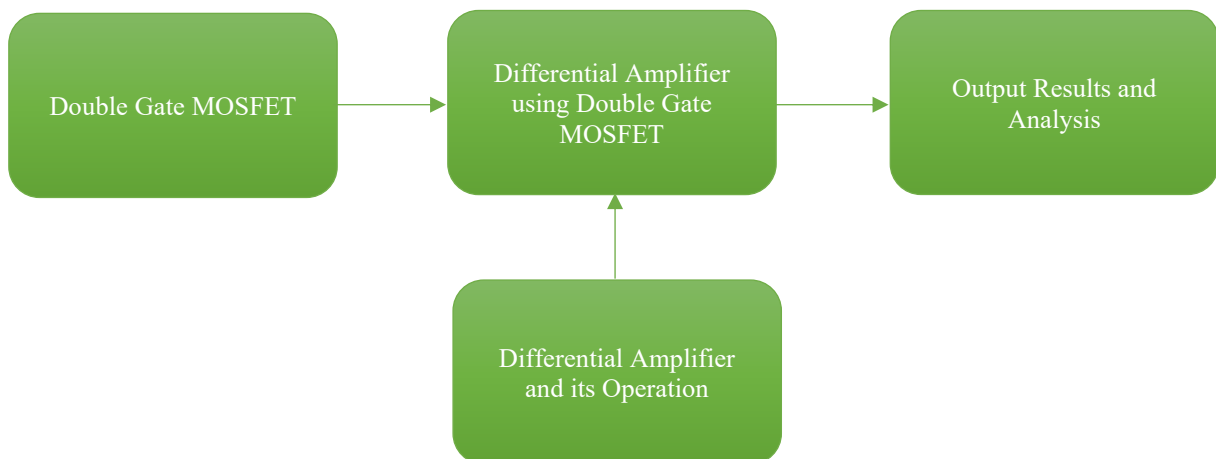 Double Gate MOSFET
Differential Amplifier
using Double Gate
MOSFET
Output Results and
Analysis
Differential Amplifier
and its Operation